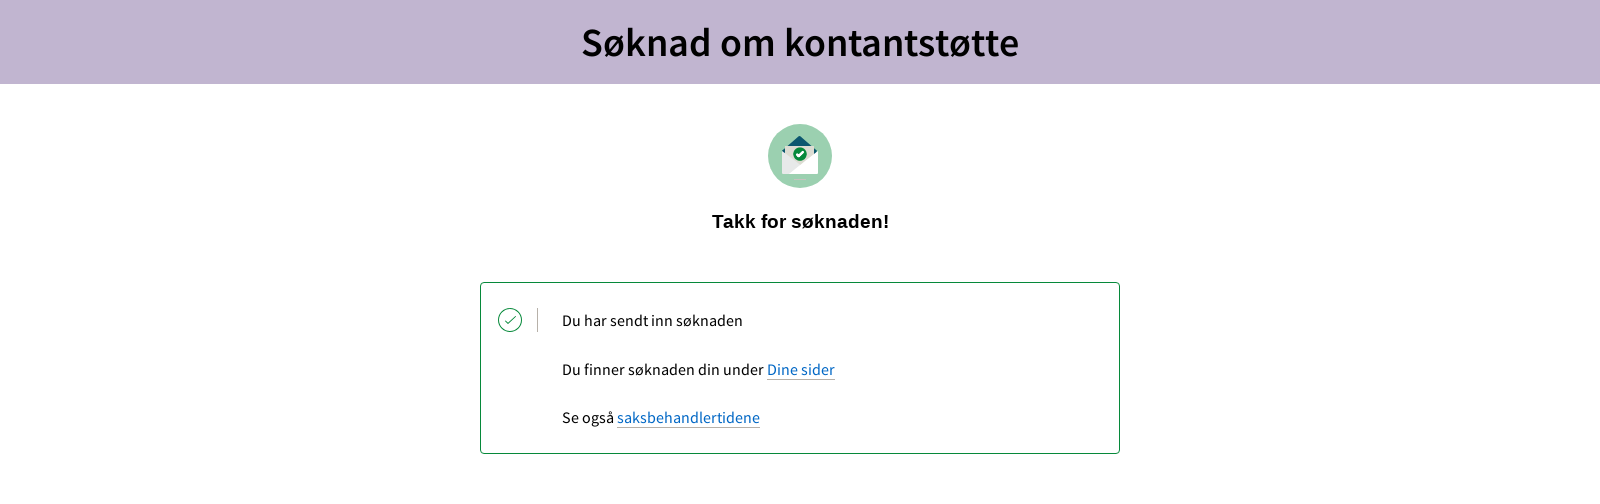 Søknad om kontantstøtte
Takk for søknaden!
Du har sendt inn søknaden
Du finner søknaden din under Dine sider
Se også saksbehandlertidene